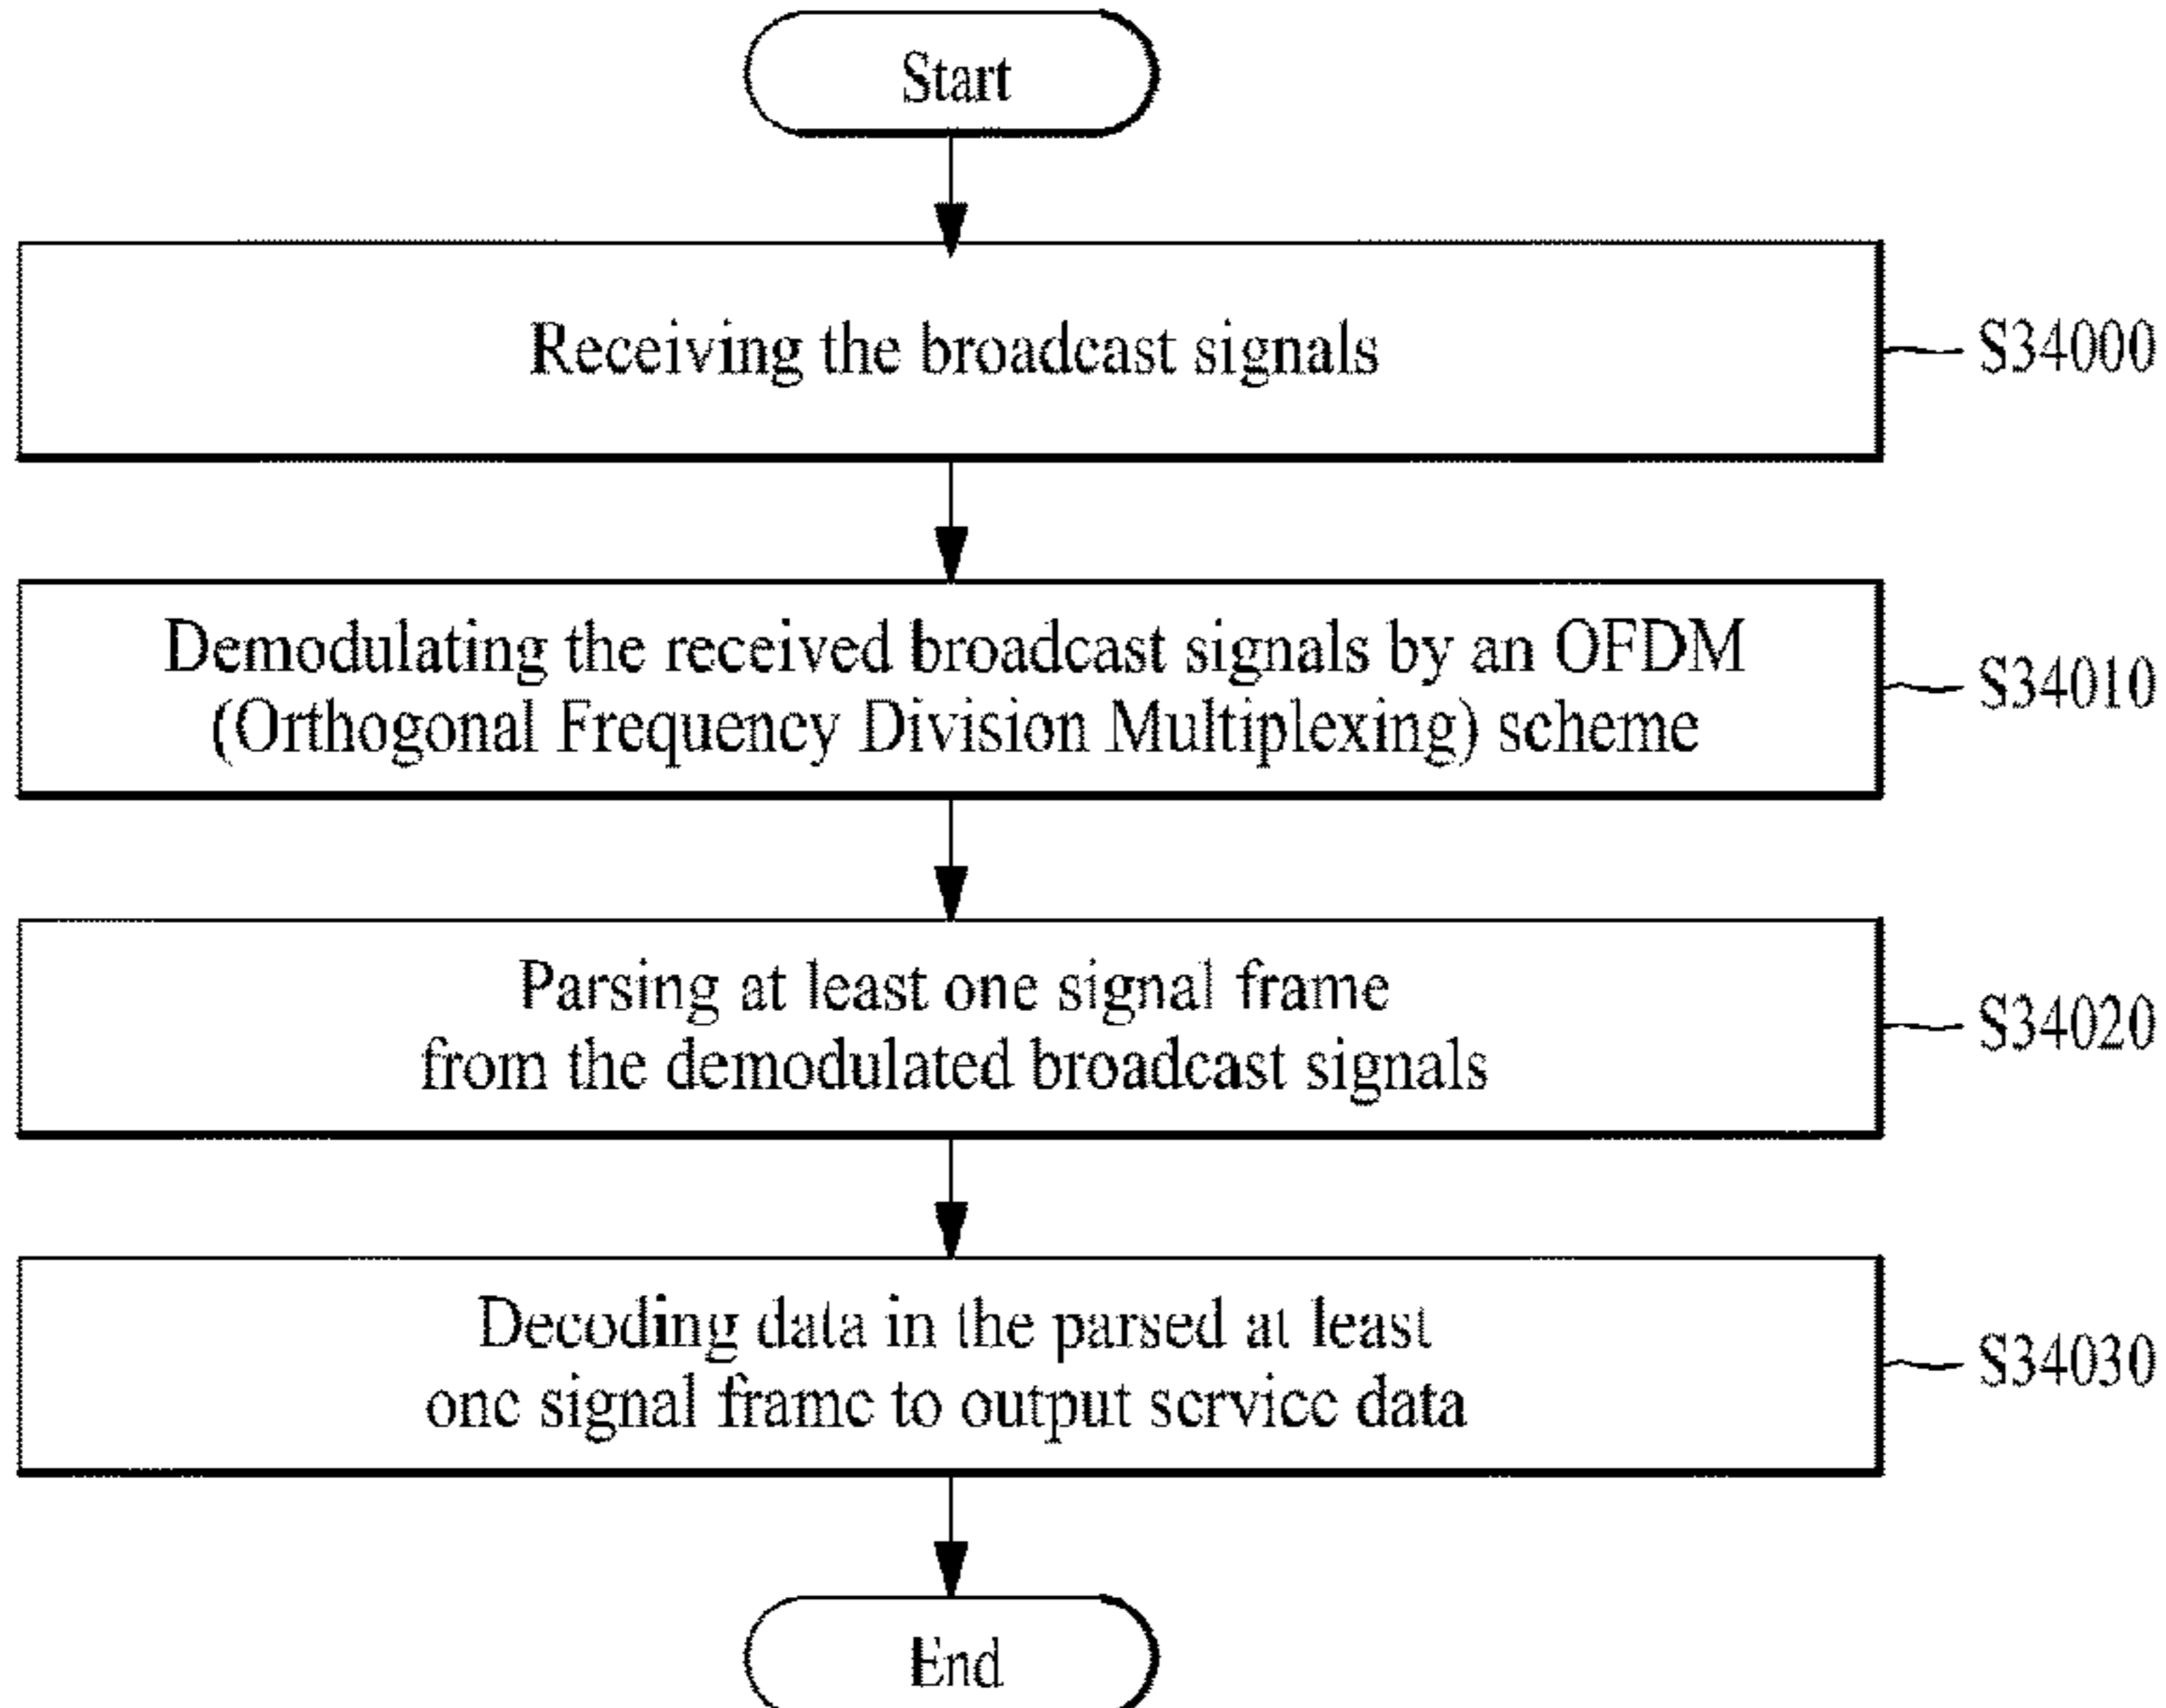 Start
Receiving the broadcast signals
S34000
Demodulating the received broadcast signals by an OFDM
(Orthogonal Frequency Division Multiplexing) scheme
S34010
Parsing at least one signal frame
from the demodulated broadcast signals
S34020
Decoding data in the parsed at least
one signal frame to output service data
S34030
End